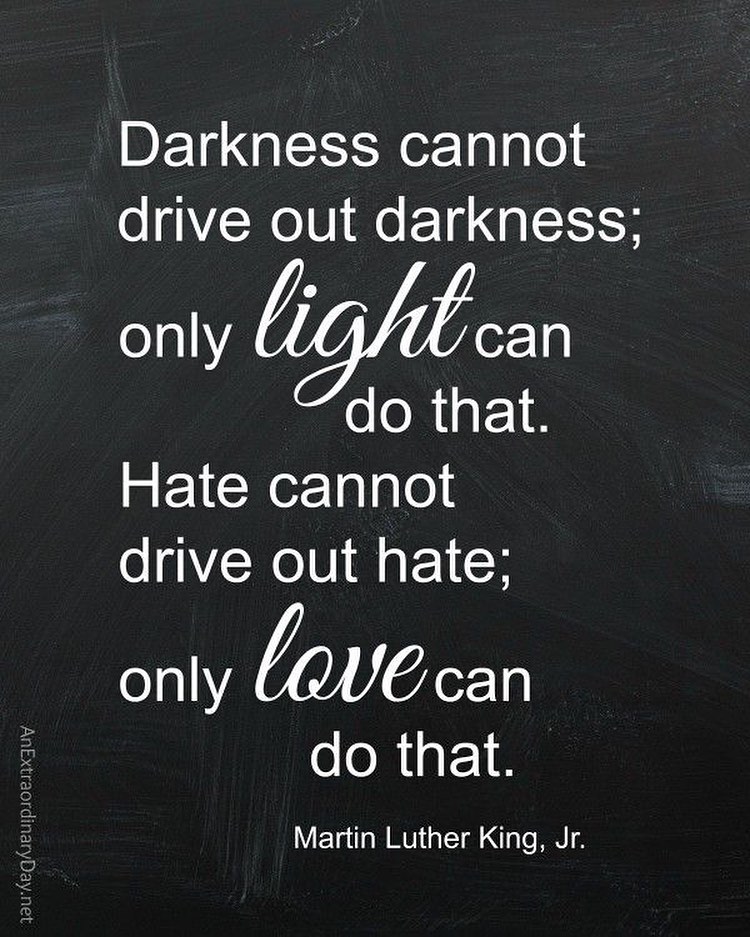 Darkness cannot
drive out darkness;
only light can
do that.
Hate cannot
drive out hate;
only love can
do that.
Martin Luther King, Jr.
AnExtraordinaryDay.net